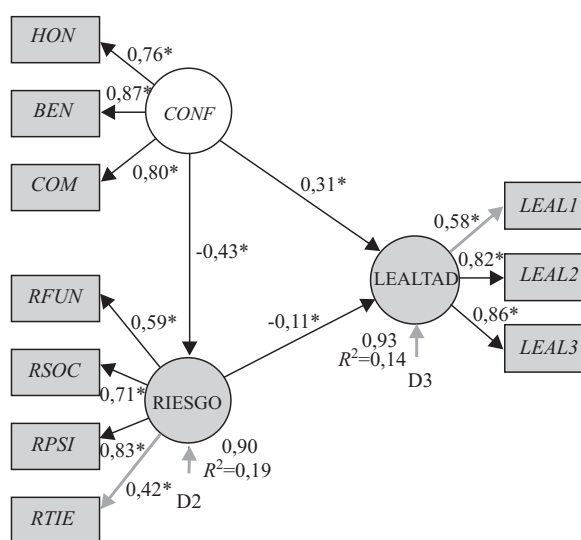 HON
0,76*
BEN
0,87*
CONF
COM
0,80*
0,31*
LEAL1
0,58*
-0,43*
LEALTAD
0,82*
LEAL2
RFUN
0,59*
-0,11*
0,86*
LEAL3
0,93
R²=0,14
D3
RSOC
0,71*
RIESGO
RPSI
0,83*
0,90
R²=0,19
0,42*
D2
RTIE